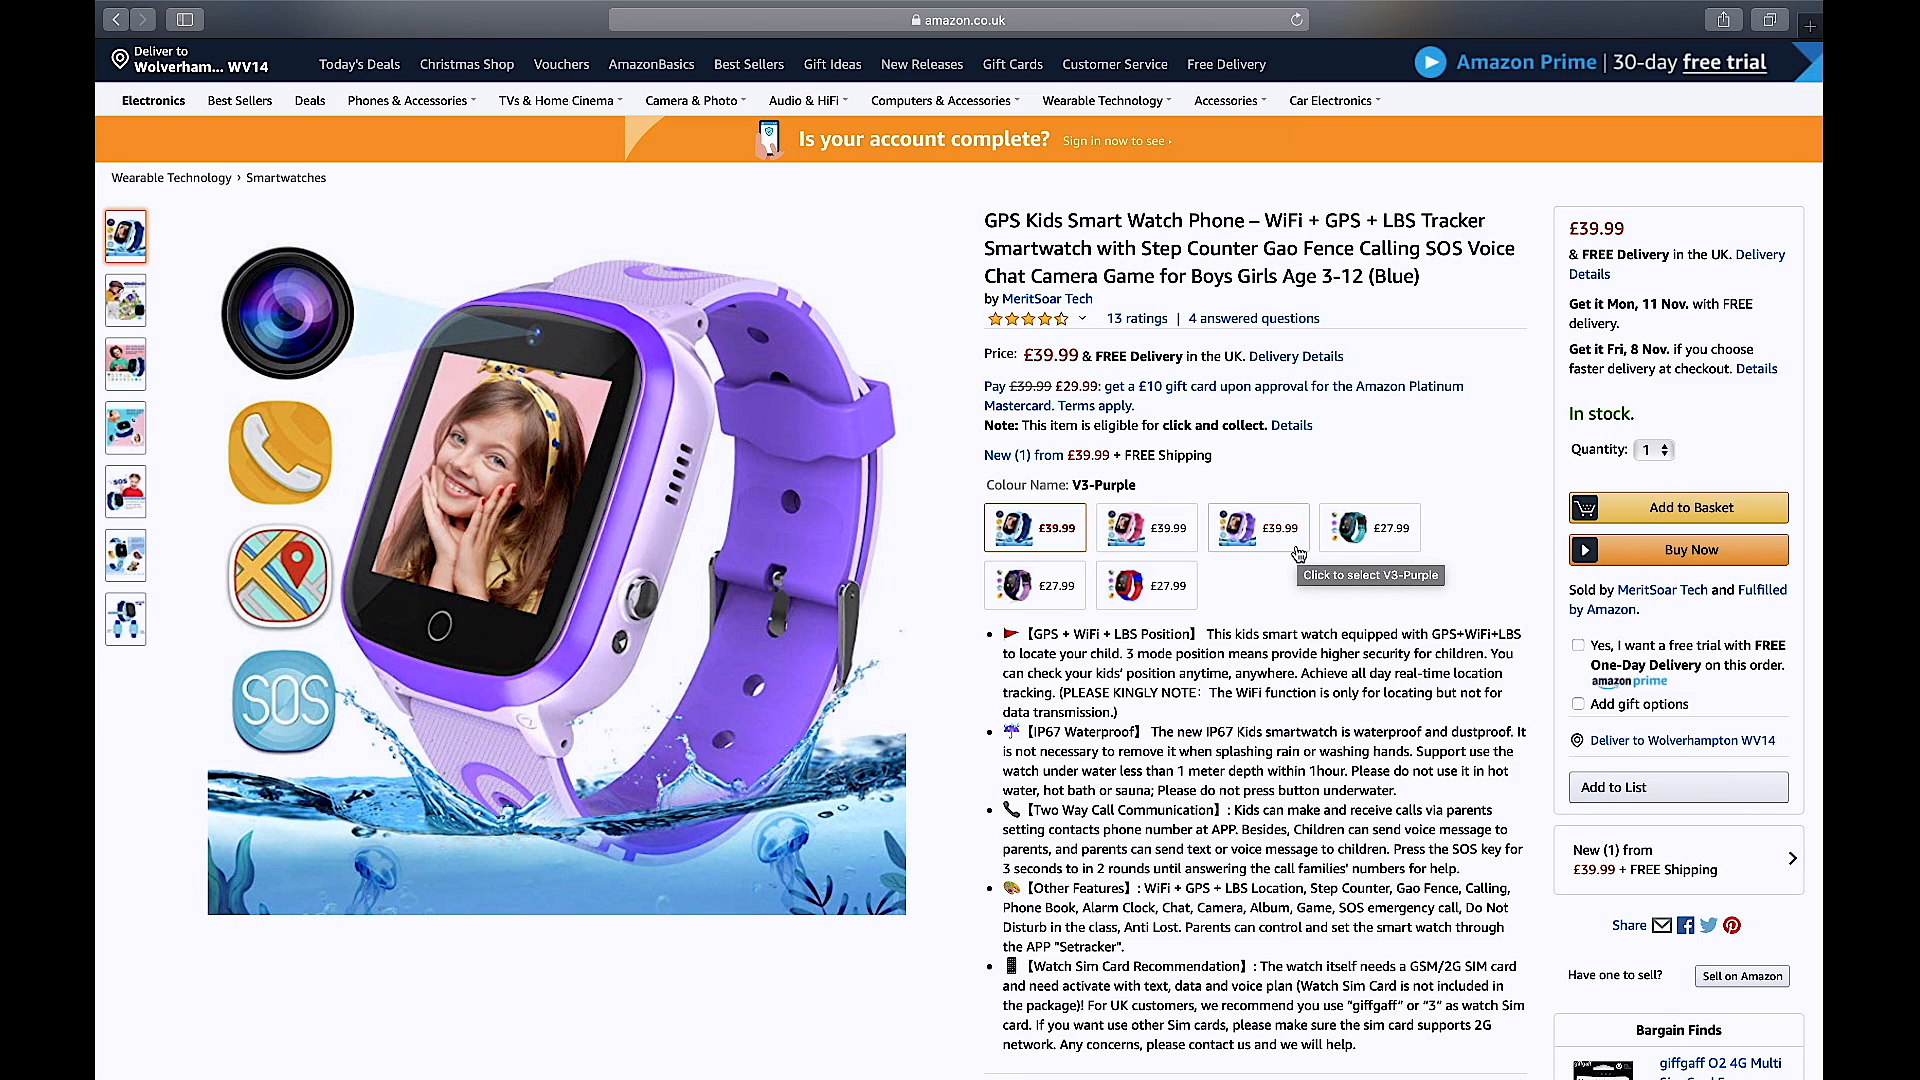 amazon.co.uk
Deliver to
Wolverham... WV14
Today's Deals Christmas Shop Vouchers AmazonBasics Best Sellers Gift Ideas New Releases Gift Cards Customer Service Free Delivery
Amazon Prime | 30-day free trial
Electronics Best Sellers Deals Phones & Accessories TVs & Home Cinema Camera & Photo Audio & HiFi Computers & Accessories Wearable Technology Accessories Car Electronics
Is your account complete? Sign in now to see ›
Wearable Technology › Smartwatches
SOS
GPS Kids Smart Watch Phone – WiFi + GPS + LBS Tracker
Smartwatch with Step Counter Gao Fence Calling SOS Voice
Chat Camera Game for Boys Girls Age 3-12 (Blue)
by MeritSoar Tech
13 ratings | 4 answered questions
Price: £39.99 & FREE Delivery in the UK. Delivery Details
Pay £39.99 £29.99: get a £10 gift card upon approval for the Amazon Platinum
Mastercard. Terms apply.
Note: This item is eligible for click and collect. Details
New (1) from £39.99 + FREE Shipping
Colour Name: V3-Purple
£39.99 £39.99 £39.99 £27.99
Click to select V3-Purple
£27.99 £27.99
【GPS + WiFi + LBS Position】 This kids smart watch equipped with GPS+WiFi+LBS
to locate your child. 3 mode position means provide higher security for children. You
can check your kids' position anytime, anywhere. Achieve all day real-time location
tracking. (PLEASE KINGLY NOTE: The WiFi function is only for locating but not for
data transmission.)
【IP67 Waterproof】 The new IP67 Kids smartwatch is waterproof and dustproof. It
is not necessary to remove it when splashing rain or washing hands. Support use the
watch under water less than 1 meter depth within 1hour. Please do not use it in hot
water, hot bath or sauna; Please do not press button underwater.
【Two Way Call Communication】: Kids can make and receive calls via parents
setting contacts phone number at APP. Besides, Children can send voice message to
parents, and parents can send text or voice message to children. Press the SOS key for
3 seconds to in 2 rounds until answering the call families' numbers for help.
【Other Features】: WiFi + GPS + LBS Location, Step Counter, Gao Fence, Calling,
Phone Book, Alarm Clock, Chat, Camera, Album, Game, SOS emergency call, Do Not
Disturb in the class, Anti Lost. Parents can control and set the smart watch through
the APP "Setracker".
【Watch Sim Card Recommendation】: The watch itself needs a GSM/2G SIM card
and need activate with text, data and voice plan (Watch Sim Card is not included in
the package)! For UK customers, we recommend you use "giffgaff" or "3" as watch Sim
card. If you want use other Sim cards, please make sure the sim card supports 2G
network. Any concerns, please contact us and we will help.
£39.99
& FREE Delivery in the UK. Delivery
Details
Get it Mon, 11 Nov. with FREE
delivery.
Get it Fri, 8 Nov. if you choose
faster delivery at checkout. Details
In stock.
Quantity: 1
Add to Basket
Buy Now
Sold by MeritSoar Tech and Fulfilled
by Amazon.
Yes, I want a free trial with FREE
One-Day Delivery on this order.
amazon prime
Add gift options
Deliver to Wolverhampton WV14
Add to List
New (1) from
£39.99 + FREE Shipping
Share
Have one to sell? Sell on Amazon
Bargain Finds
giffgaff O2 4G Multi